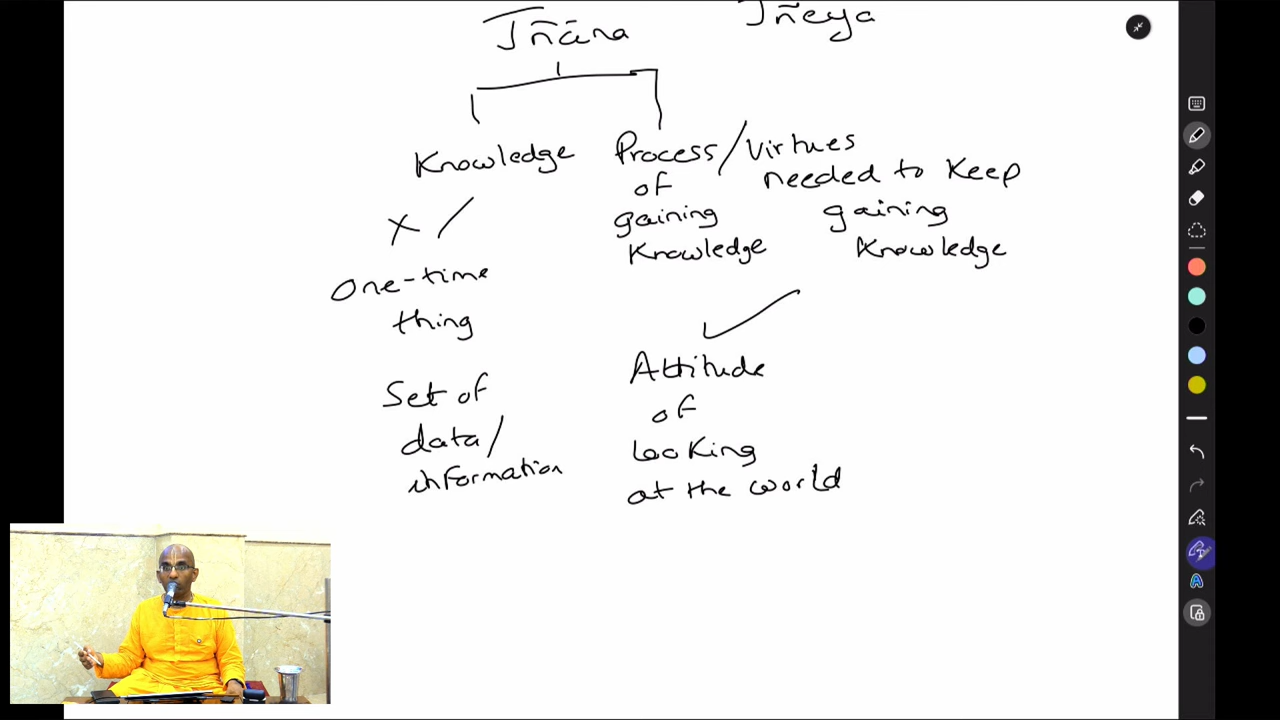 Jñāna Jñeya
Knowledge Process/Virtues
of needed to keep
gaining gaining
Knowledge Knowledge
X /
One-time
thing
Attitude
Set of of
data/ looking
information at the world